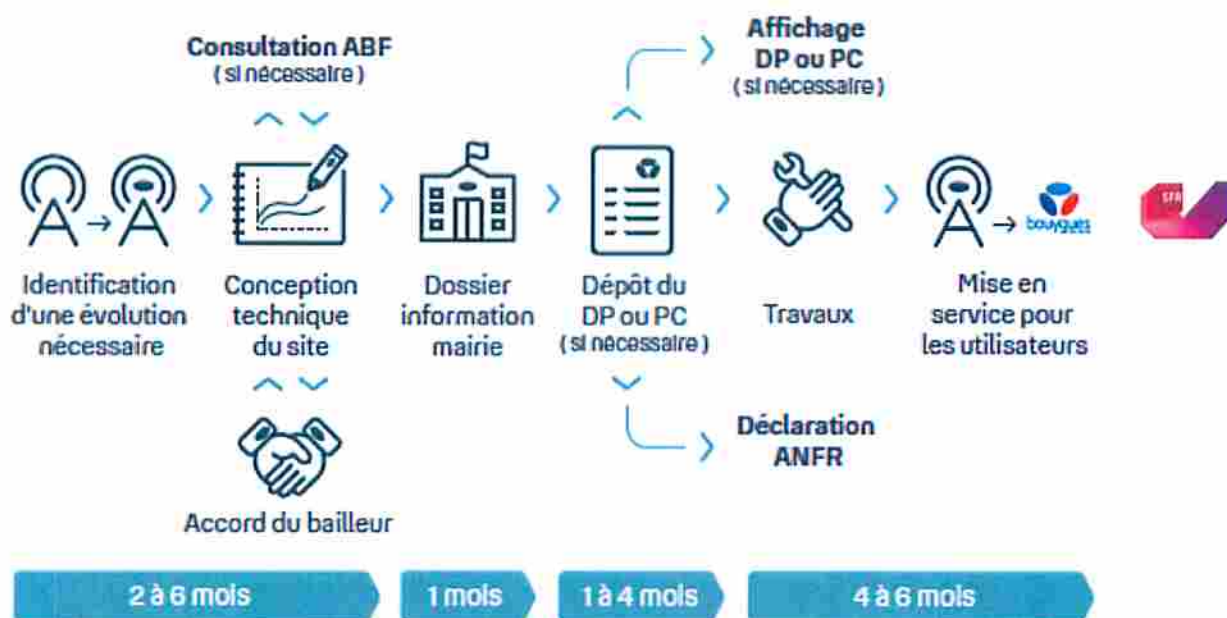 Consultation ABF
(si nécessaire)
Affichage
DP ou PC
(si nécessaire)
Identification
d'une évolution
nécessaire
Conception
technique
du site
Dossier
information
mairie
Dépôt du
DP ou PC
(si nécessaire)
Travaux
bouygues
SFR
Mise en
service pour
les utilisateurs
Accord du bailleur
Déclaration
ANFR
2 à 6 mois
1 mois
1 à 4 mois
4 à 6 mois